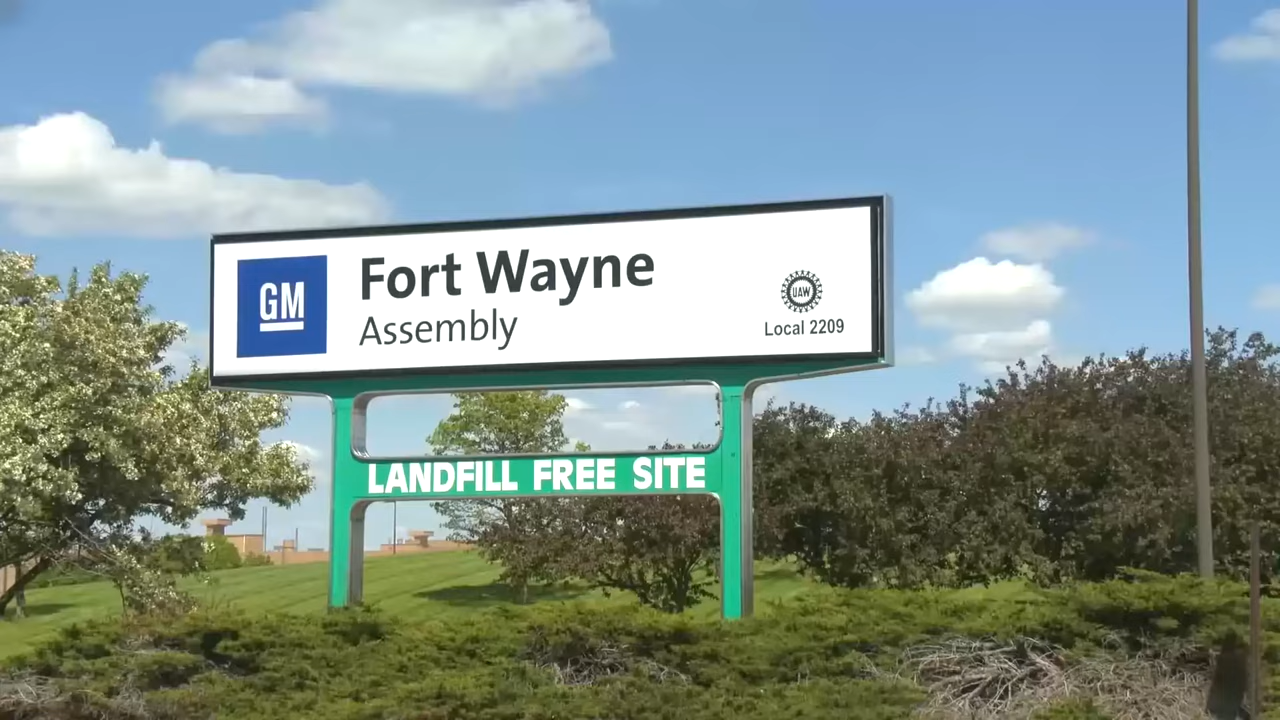 GM
Fort Wayne
Assembly
UAW
Local 2209
LANDFILL FREE SITE